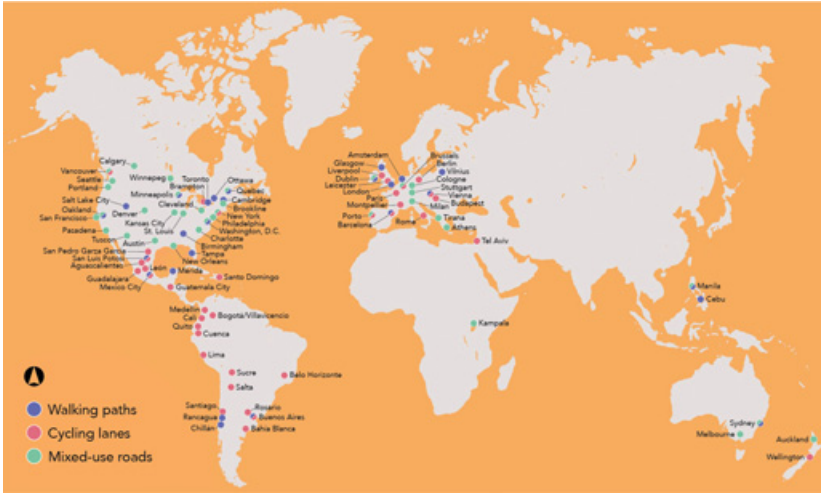 Calgary
Vancouver
Seattle
Portland
Winnepeg
Toronto
Brampton
Ottawa
Quebec
Minneapolis
Cambridge
Salt Lake City
Cleveland
Brookline
Oakland
Denver
New York
San Francisco
Kansas City
Philadelphia
St. Louis
Washington, D.C.
Pasadena
Charlotte
Tuscon
Austin
Birmingham
Tampa
San Pedro Garza Garcia
New Orleans
San Luis Potosi
Aguascalientes
León
Merida
Guadalajara
Santo Domingo
Mexico City
Guatemala City
Medellin
Bogota/Villavicencio
Cali
Quito
Cuenca
Lima
Sucre
Belo Horizonte
Salta
Santiago
Rosario
Rancagua
Buenos Aires
Chillán
Bahia Blanca
Amsterdam
Brussels
Glasgow
Berlin
Liverpool
Vilnius
Dublin
Cologne
Leicester
Stuttgart
London
Vienna
Paris
Budapest
Montpellier
Milan
Porto
Tirana
Barcelona
Rome
Athens
Tel Aviv
Kampala
Manila
Cebu
Sydney
Melbourne
Auckland
Wellington
Walking paths
Cycling lanes
Mixed-use roads